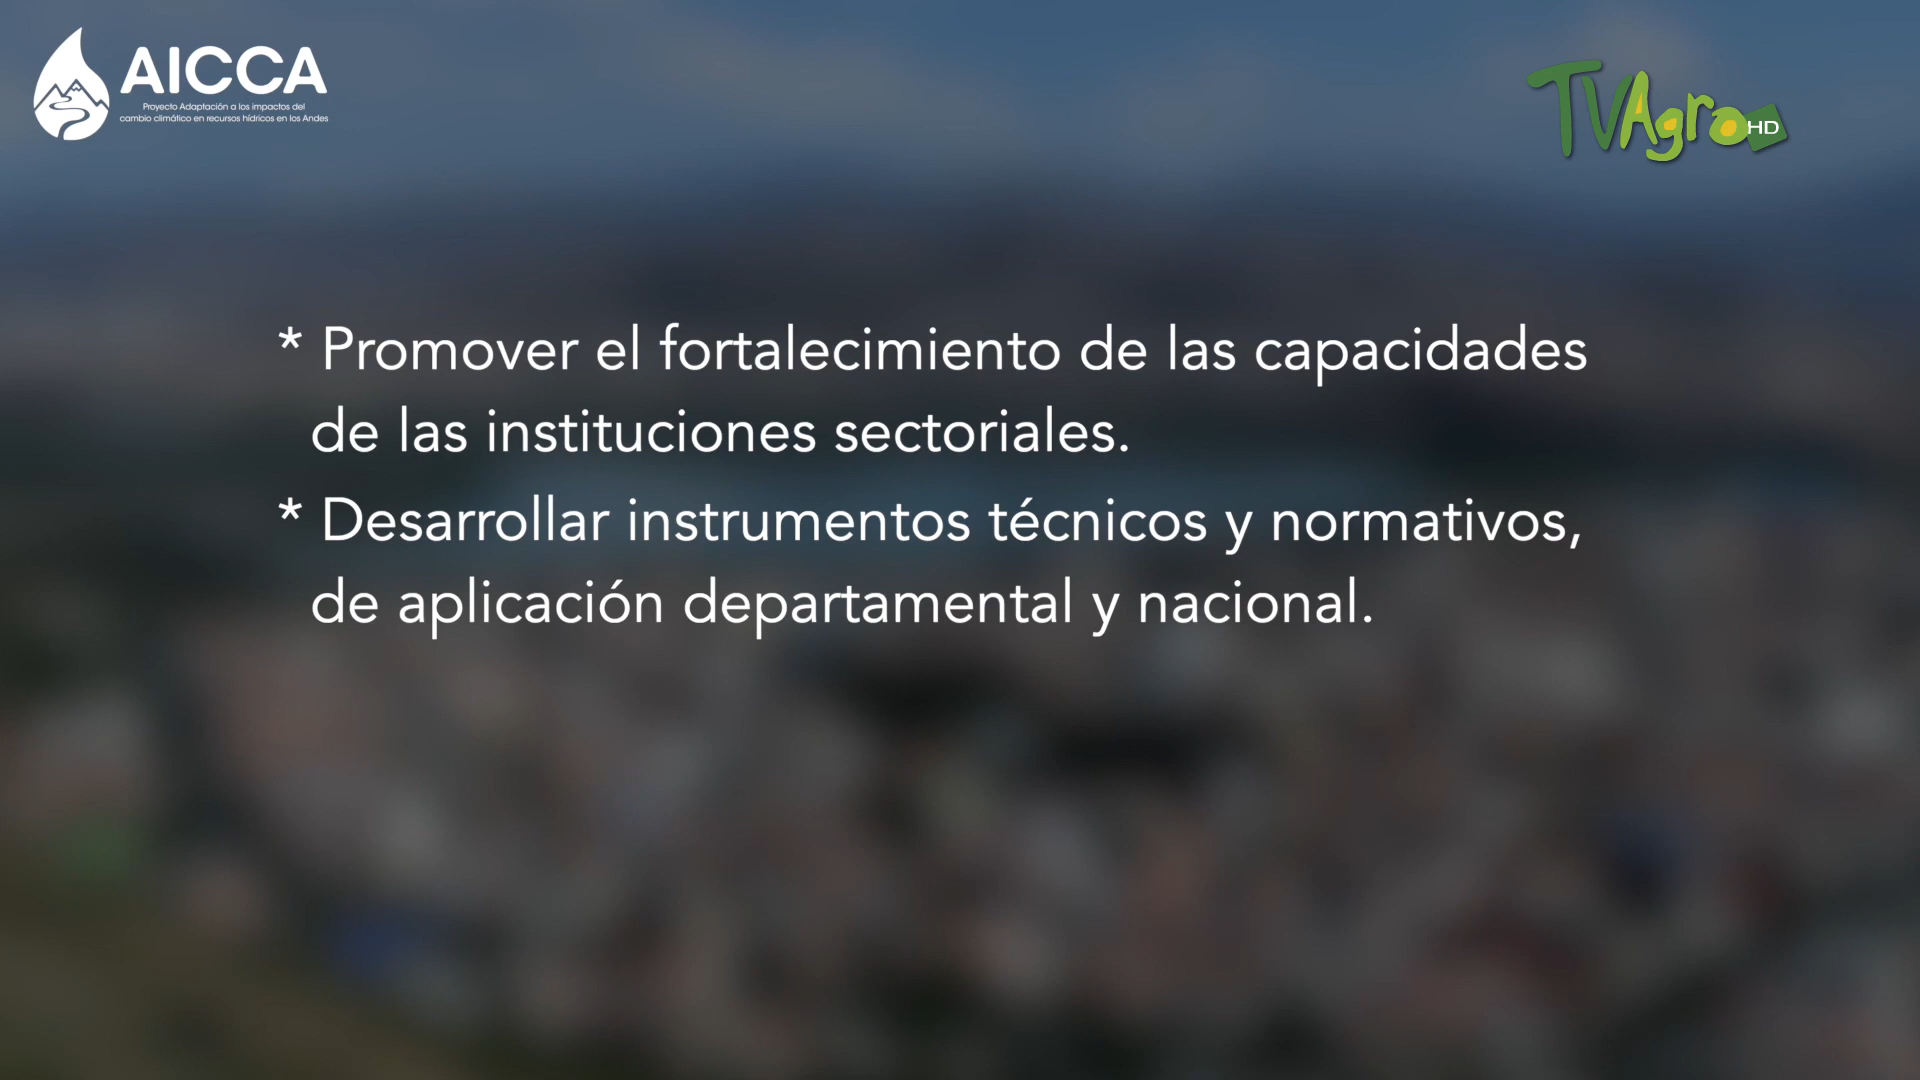 AICCA
Proyecto Adaptación a los impactos del
cambio climático en recursos hídricos en los Andes
TVAgro HD
* Promover el fortalecimiento de las capacidades
de las instituciones sectoriales.
* Desarrollar instrumentos técnicos y normativos,
de aplicación departamental y nacional.